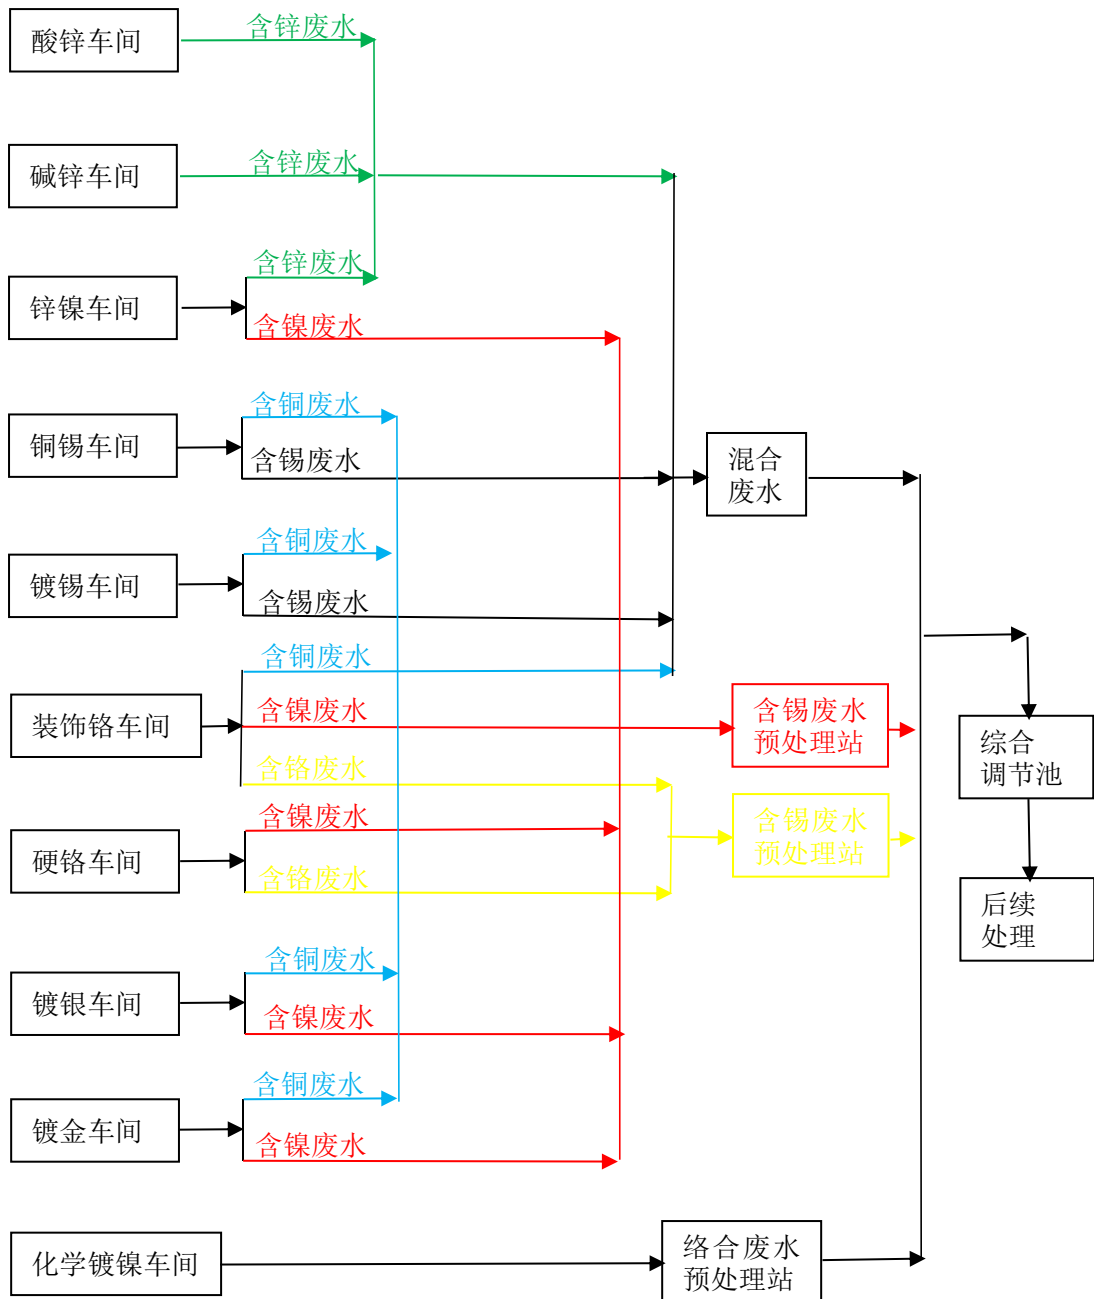 酸锌车间
含锌废水
碱锌车间
含锌废水
锌镍车间
含锌废水
含镍废水
铜锡车间
含铜废水
含锡废水
混合
废水
镀锡车间
含铜废水
含锡废水
装饰铬车间
含铜废水
含镍废水
含铬废水
含锡废水
预处理站
综合
调节池
硬铬车间
含镍废水
含铬废水
含锡废水
预处理站
后续
处理
镀银车间
含铜废水
含镍废水
镀金车间
含铜废水
含镍废水
化学镀镍车间
络合废水
预处理站